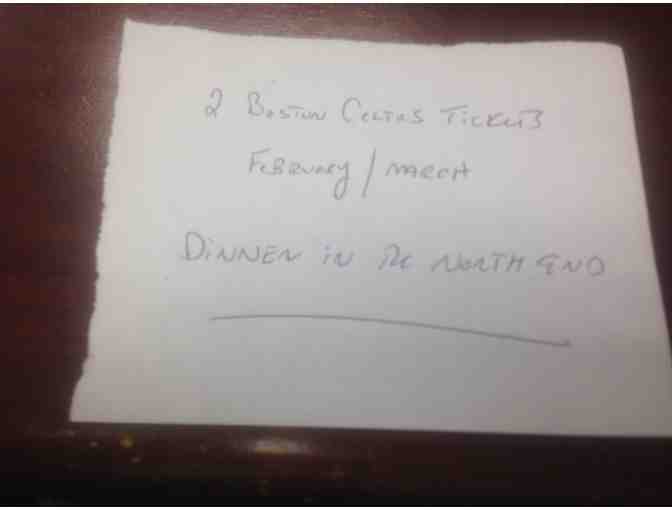 2 Boston Celtics Tickets
February / March
Dinner in the North End